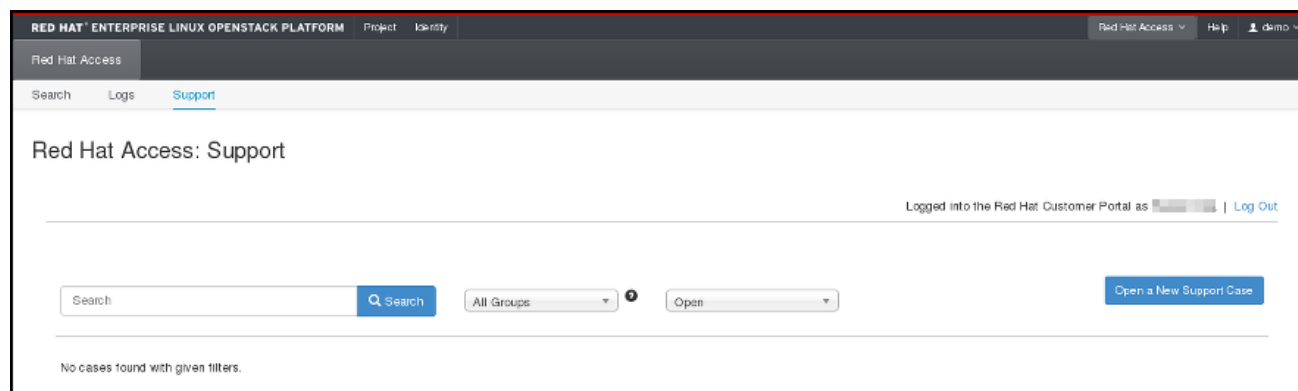 RED HAT® ENTERPRISE LINUX OPENSTACK PLATFORM Project Identity Red Hat Access Help demo
Red Hat Access
Search Logs Support
Red Hat Access: Support
Logged into the Red Hat Customer Portal as | Log Out
Search Search All Groups ? Open Open a New Support Case
No cases found with given filters.